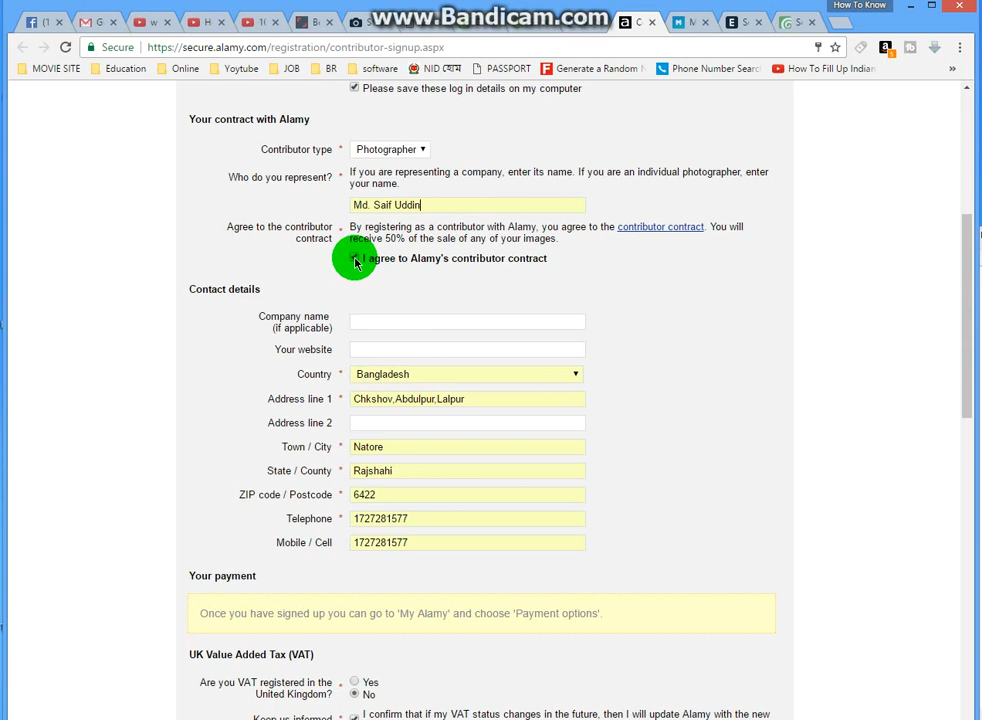 www.Bandicam.com
How To Know
Secure https://secure.alamy.com/registration/contributor-signup.aspx
MOVIE SITE Education Online Yoytube JOB BR software NID হোম PASSPORT Generate a Random Phone Number Searc How To Fill Up Indian »
Please save these log in details on my computer
Your contract with Alamy
Contributor type * Photographer
Who do you represent? * If you are representing a company, enter its name. If you are an individual photographer, enter
your name.
Md. Saif Uddin
Agree to the contributor * By registering as a contributor with Alamy, you agree to the contributor contract. You will
contract receive 50% of the sale of any of your images.
I agree to Alamy's contributor contract
Contact details
Company name
(if applicable)
Your website
Country * Bangladesh
Address line 1 * Chkshov,Abdulpur,Lalpur
Address line 2
Town / City * Natore
State / County * Rajshahi
ZIP code / Postcode * 6422
Telephone * 1727281577
Mobile / Cell 1727281577
Your payment
Once you have signed up you can go to 'My Alamy' and choose 'Payment options'.
UK Value Added Tax (VAT)
Are you VAT registered in the * Yes
United Kingdom? No
Keep us informed * I confirm that if my VAT status changes in the future, then I will update Alamy with the new